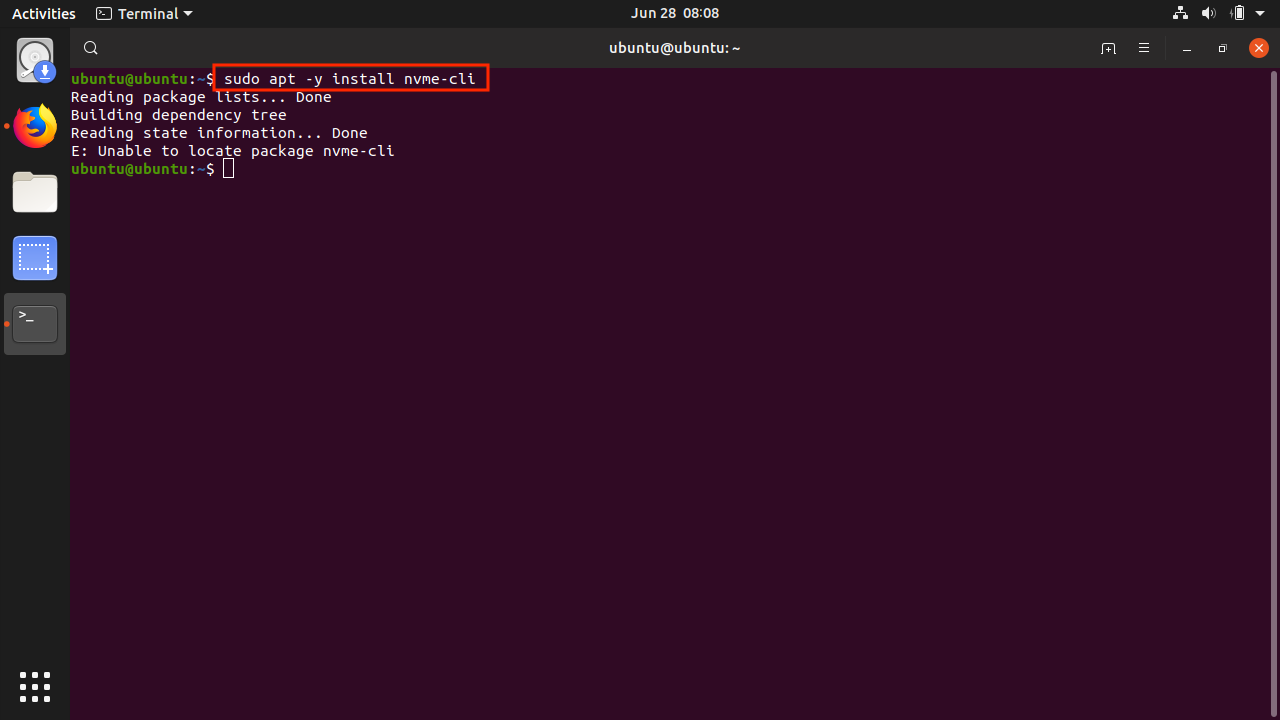 Activities Terminal Jun 28 08:08
ubuntu@ubuntu: ~
ubuntu@ubuntu:~$ sudo apt -y install nvme-cli
Reading package lists... Done
Building dependency tree
Reading state information... Done
E: Unable to locate package nvme-cli
ubuntu@ubuntu:~$
>_